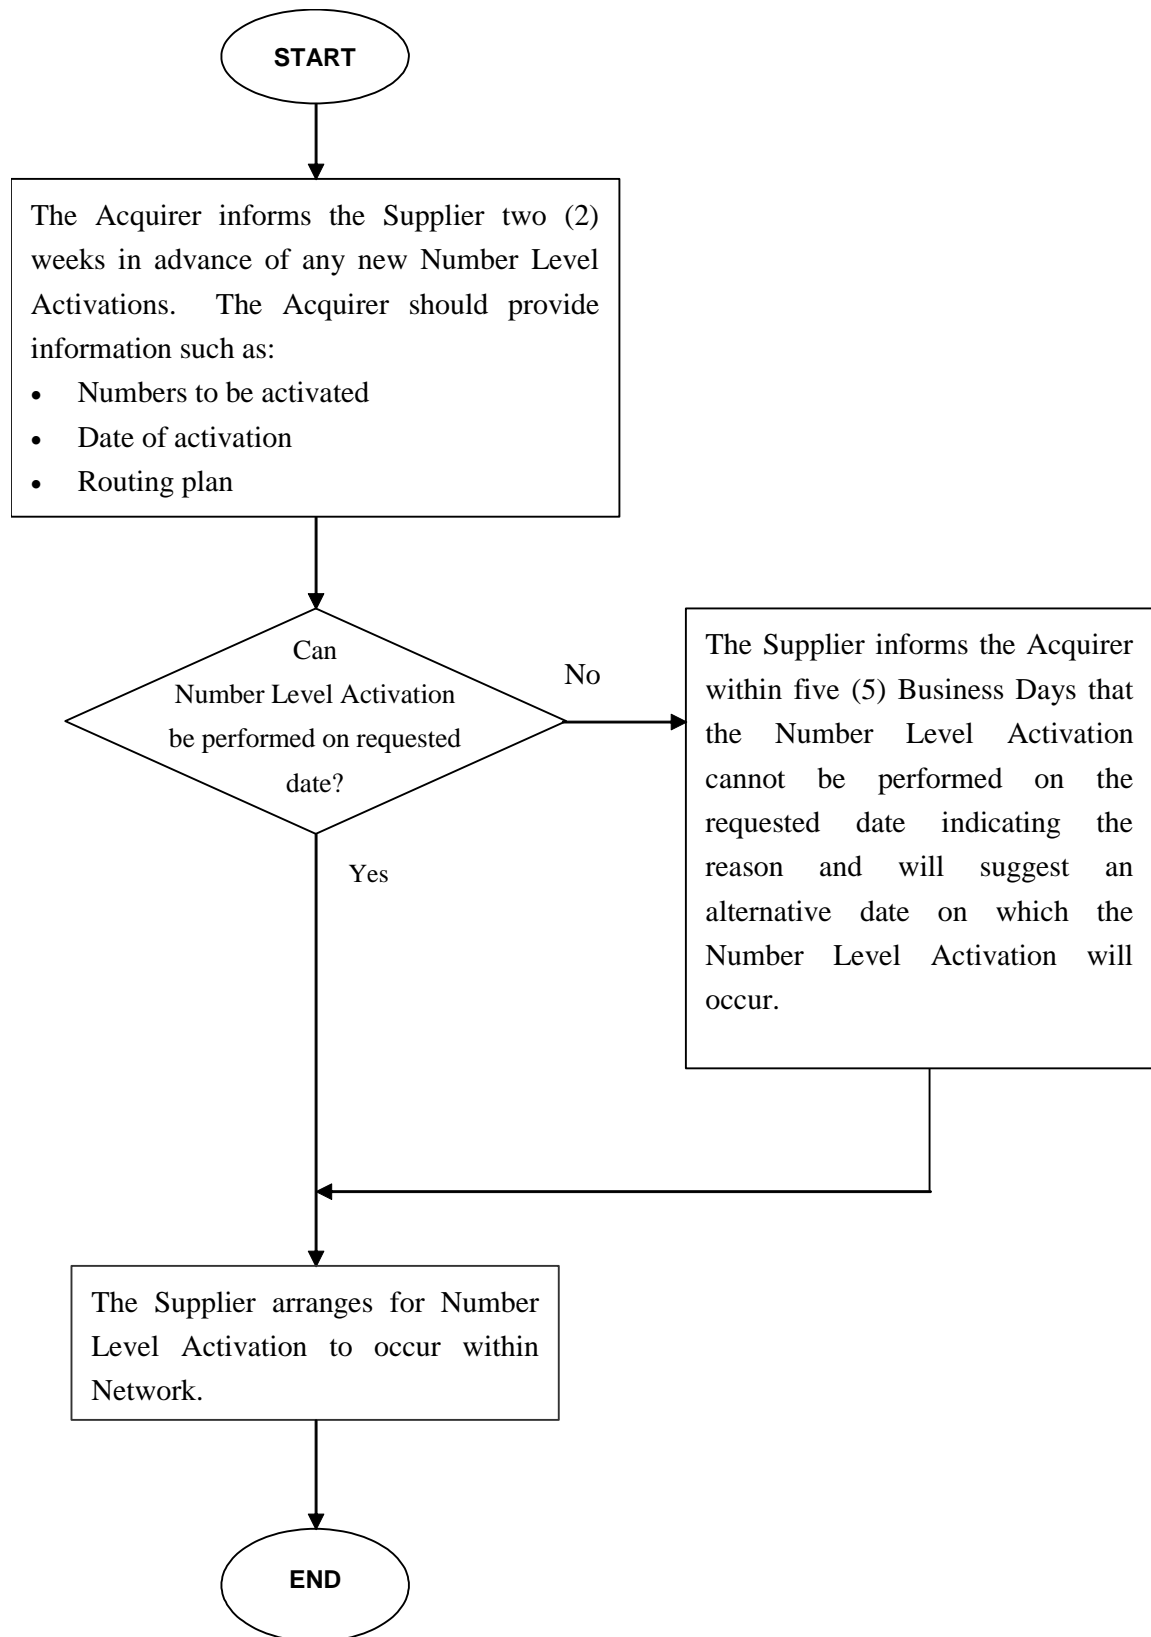 START
The Acquirer informs the Supplier two (2)
weeks in advance of any new Number Level
Activations. The Acquirer should provide
information such as:
• Numbers to be activated
• Date of activation
• Routing plan
Can
Number Level Activation
be performed on requested
date?
No
The Supplier informs the Acquirer
within five (5) Business Days that
the Number Level Activation
cannot be performed on the
requested date indicating the
reason and will suggest an
alternative date on which the
Number Level Activation will
occur.
Yes
The Supplier arranges for Number
Level Activation to occur within
Network.
END